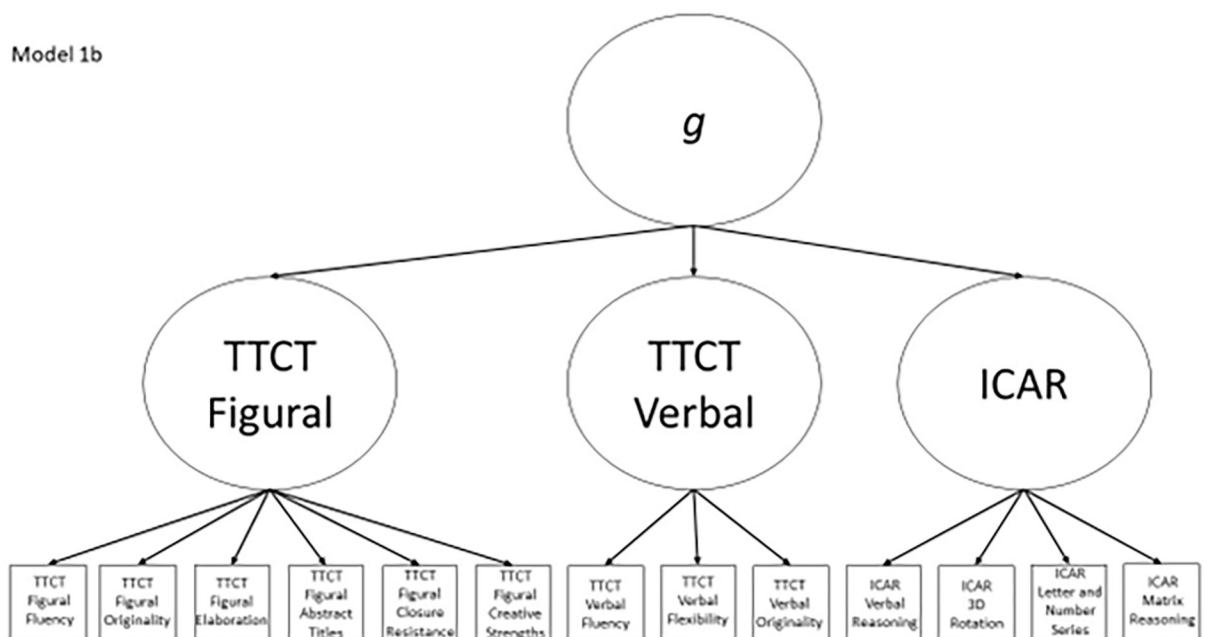 Model 1b
g
TTCT
Figural
TTCT
Verbal
ICAR
TTCT
Figural
Fluency
TTCT
Figural
Originality
TTCT
Figural
Elaboration
TTCT
Figural
Abstract
Titles
TTCT
Figural
Closure
Resistance
TTCT
Figural
Creative
Strengths
TTCT
Verbal
Fluency
TTCT
Verbal
Flexibility
TTCT
Verbal
Originality
ICAR
Verbal
Reasoning
ICAR
3D
Rotation
ICAR
Letter and
Number
Series
ICAR
Matrix
Reasoning